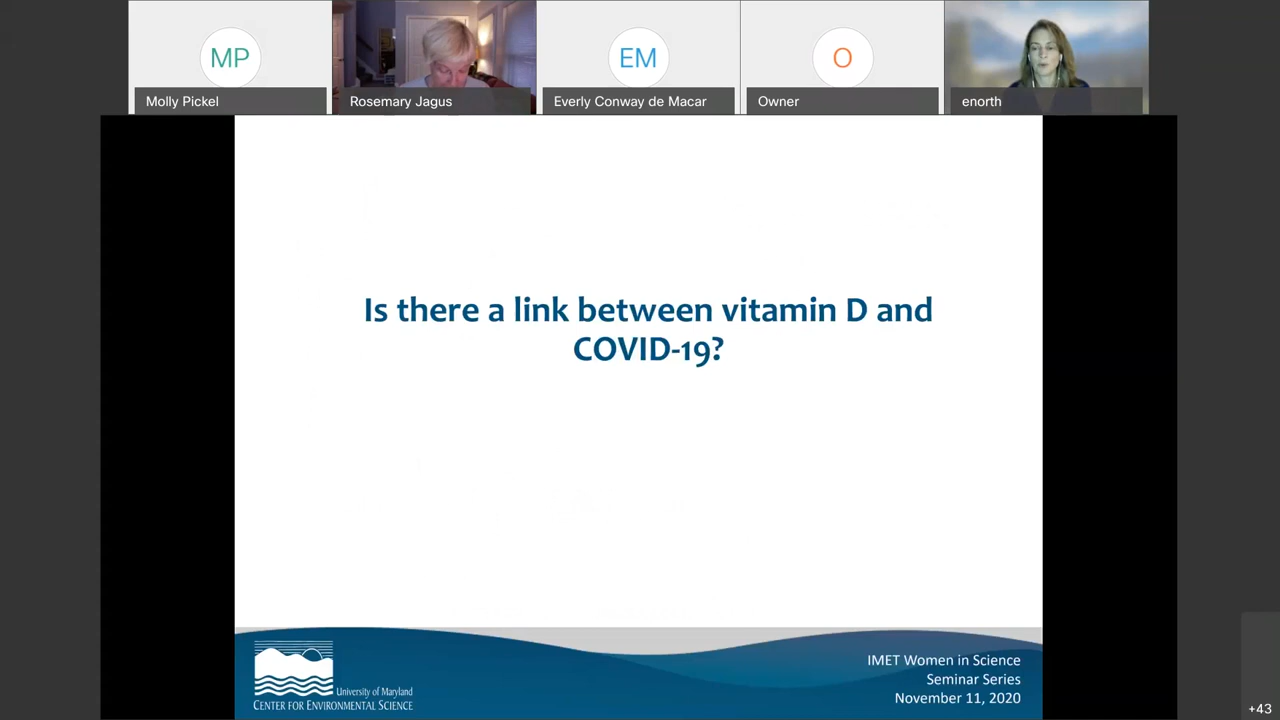 MP
EM
O
Molly Pickel
Rosemary Jagus
Everly Conway de Macar
Owner
enorth
Is there a link between vitamin D and
COVID-19?
University of Maryland
CENTER FOR ENVIRONMENTAL SCIENCE
IMET Women in Science
Seminar Series
November 11, 2020
+43